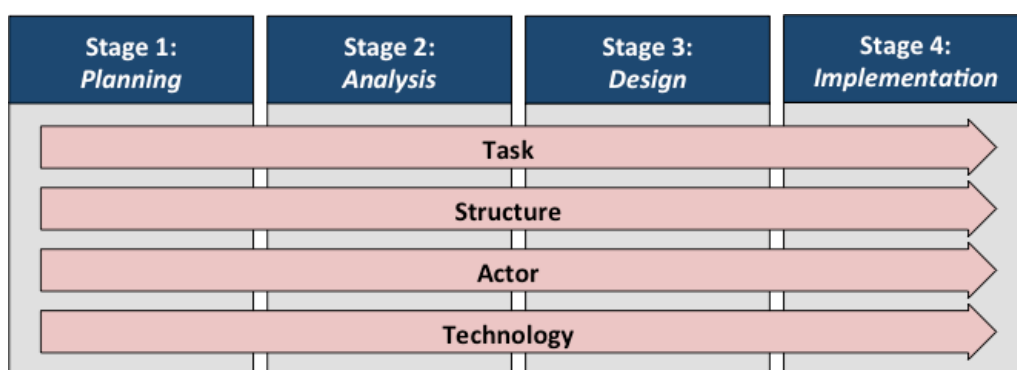 Stage 1:
Planning
Stage 2:
Analysis
Stage 3:
Design
Stage 4:
Implementation
Task
Structure
Actor
Technology